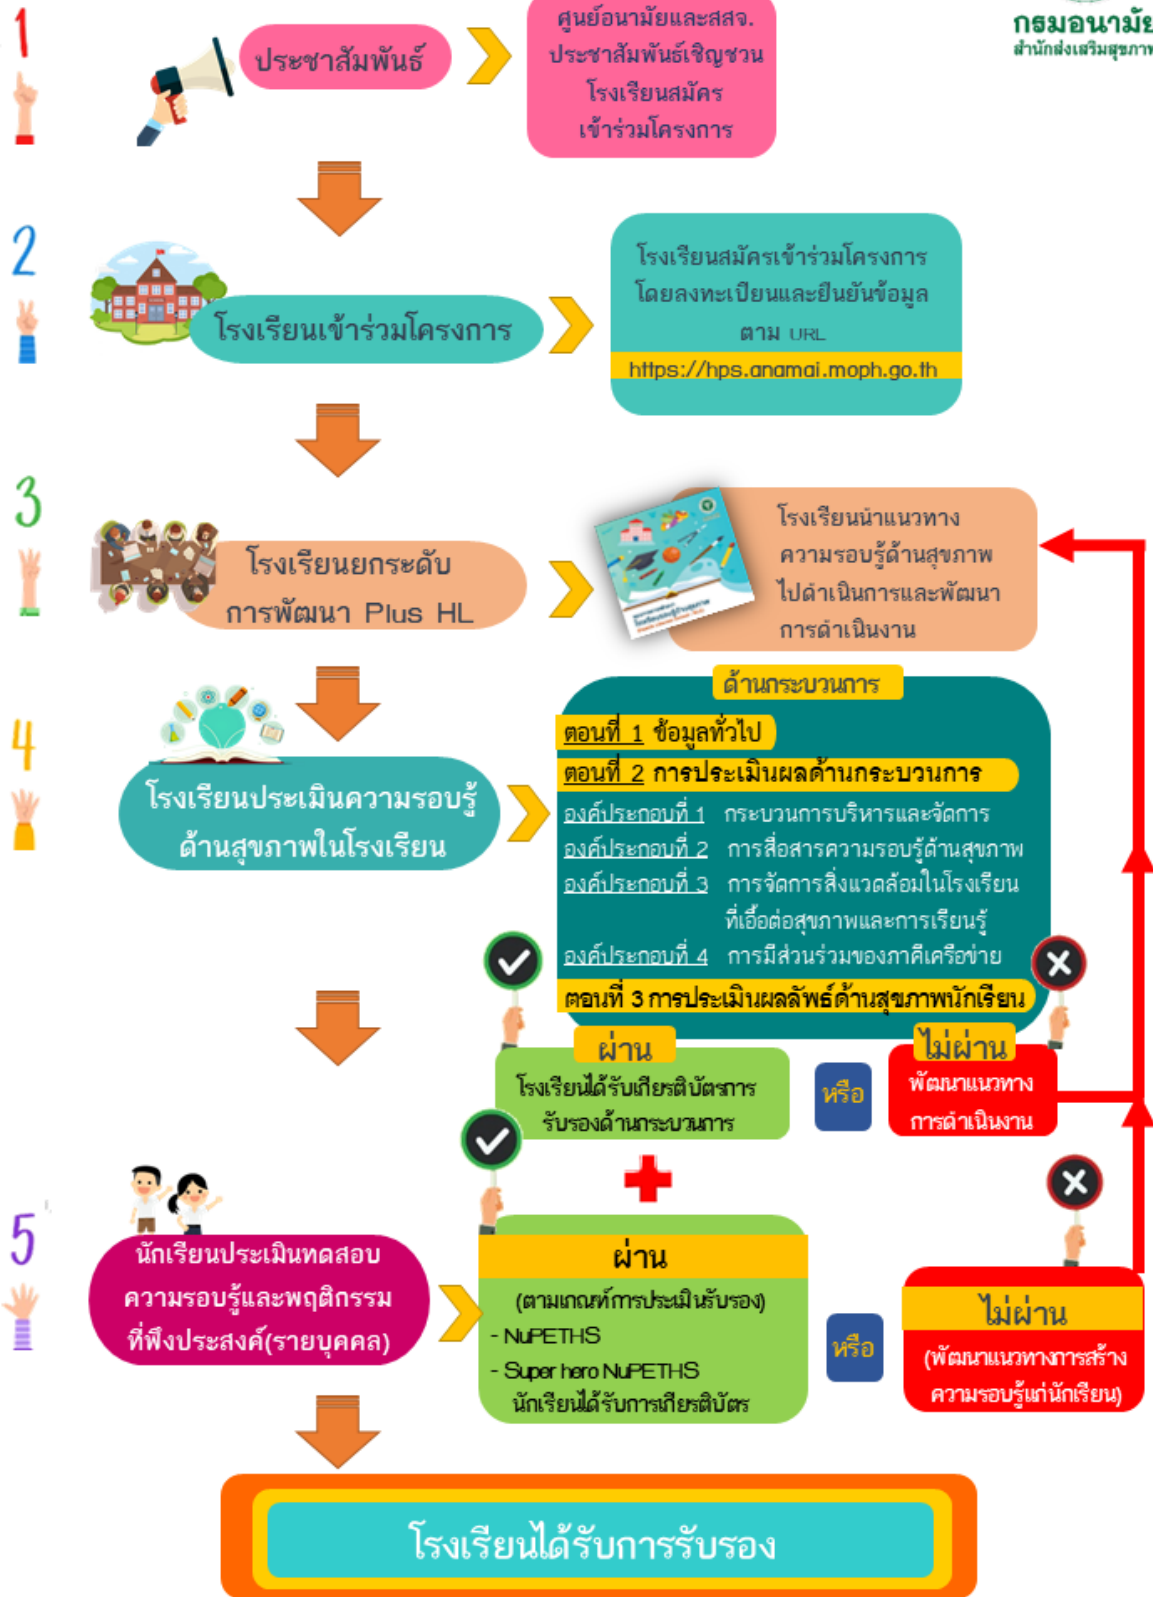 กรมอนามัย
สำนักส่งเสริมสุขภาพ
1
ประชาสัมพันธ์
ศูนย์อนามัยและสสจ.
ประชาสัมพันธ์เชิญชวน
โรงเรียนสมัคร
เข้าร่วมโครงการ
2
โรงเรียนเข้าร่วมโครงการ
โรงเรียนสมัครเข้าร่วมโครงการ
โดยลงทะเบียนและยืนยันข้อมูล
ตาม URL
https://hps.anamai.moph.go.th
3
โรงเรียนยกระดับ
การพัฒนา Plus HL
โรงเรียนนำแนวทาง
ความรอบรู้ด้านสุขภาพ
ไปดำเนินการและพัฒนา
การดำเนินงาน
4
โรงเรียนประเมินความรอบรู้
ด้านสุขภาพในโรงเรียน
ด้านกระบวนการ
ตอนที่ 1 ข้อมูลทั่วไป
ตอนที่ 2 การประเมินผลด้านกระบวนการ
องค์ประกอบที่ 1 กระบวนการบริหารและจัดการ
องค์ประกอบที่ 2 การสื่อสารความรอบรู้ด้านสุขภาพ
องค์ประกอบที่ 3 การจัดการสิ่งแวดล้อมในโรงเรียน
ที่เอื้อต่อสุขภาพและการเรียนรู้
องค์ประกอบที่ 4 การมีส่วนร่วมของภาคีเครือข่าย
ตอนที่ 3 การประเมินผลลัพธ์ด้านสุขภาพนักเรียน
ผ่าน
โรงเรียนได้รับเกียรติบัตรการ
รับรองด้านกระบวนการ
หรือ
ไม่ผ่าน
พัฒนาแนวทาง
การดำเนินงาน
5
นักเรียนประเมินทดสอบ
ความรอบรู้และพฤติกรรม
ที่พึงประสงค์(รายบุคคล)
ผ่าน
(ตามเกณฑ์การประเมินรับรอง)
- NuPETHS
- Super hero NuPETHS
นักเรียนได้รับการเกียรติบัตร
หรือ
ไม่ผ่าน
(พัฒนาแนวทางการสร้าง
ความรอบรู้แก่นักเรียน)
โรงเรียนได้รับการรับรอง